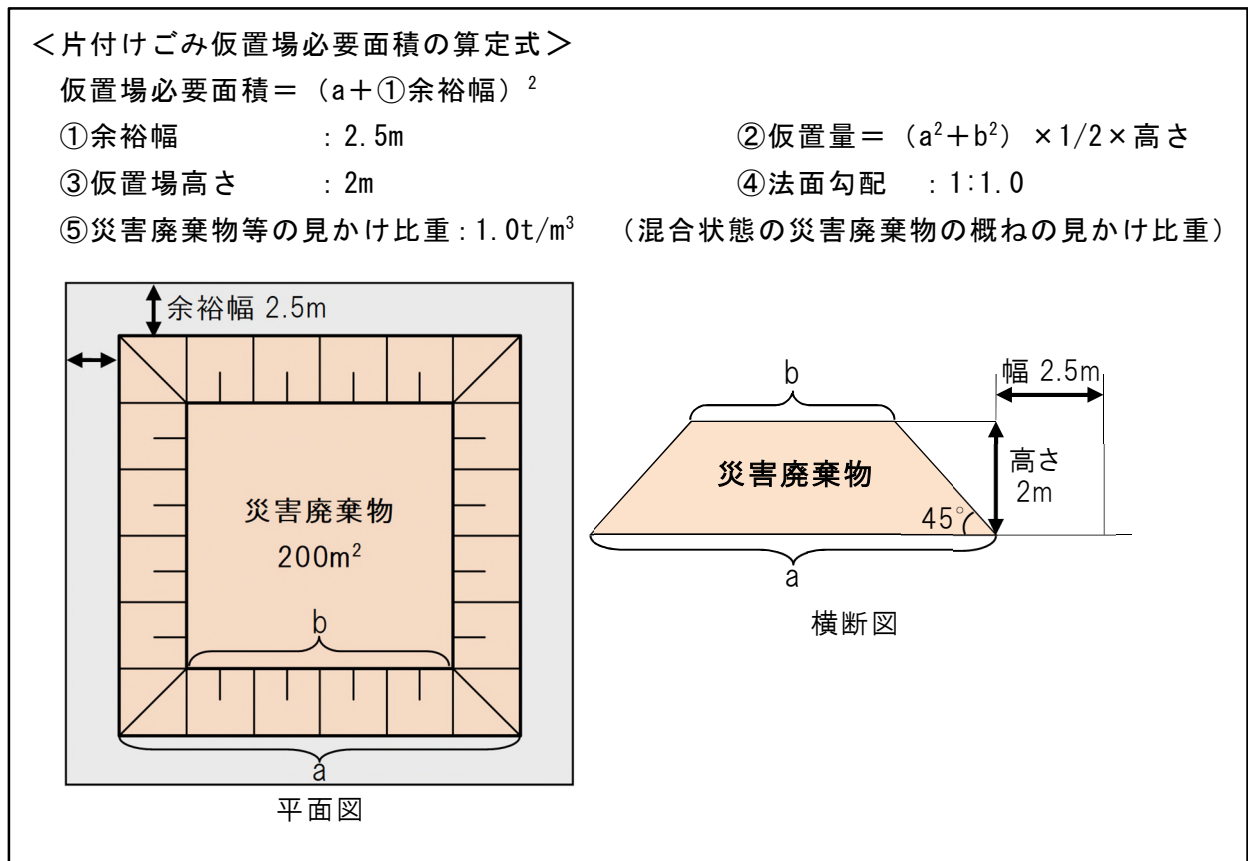 ＜片付けごみ仮置場必要面積の算定式＞
仮置場必要面積＝（a＋①余裕幅）²
①余裕幅　　　：2.5m　　　②仮置量＝（a²＋b²）×1/2×高さ
③仮置場高さ　：2m　　　④法面勾配　：1:1.0
⑤災害廃棄物等の見かけ比重：1.0t/m³　（混合状態の災害廃棄物の概ねの見かけ比重）
余裕幅 2.5m
災害廃棄物
200m²
b
a
平面図
b
幅 2.5m
災害廃棄物
高さ
2m
45°
a
横断図